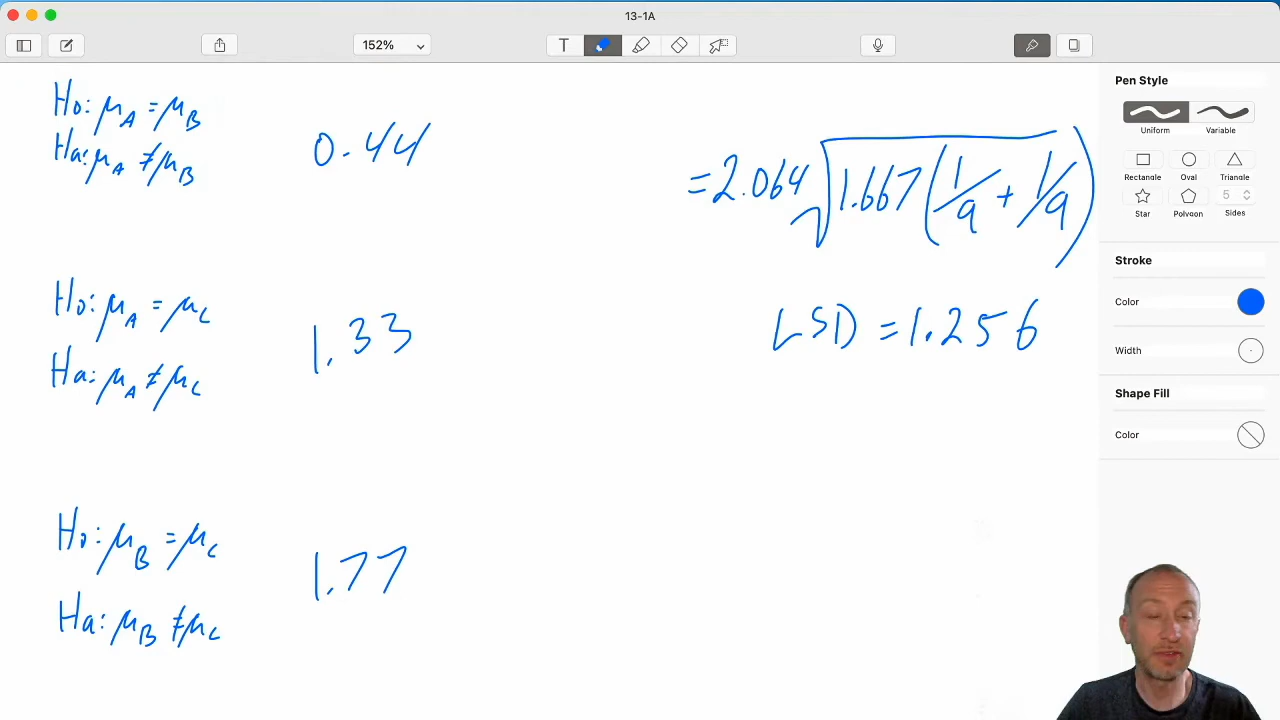 13-1A
152%
T
Pen Style
Uniform
Variable
Rectangle
Oval
Triangle
Star
Polygon
5
Sides
Stroke
Color
Width
Shape Fill
Color
Ho: μA = μB
Ha: μA ≠ μB
0.44
= 2.064 √1.667 (1/9 + 1/9)
Ho: μA = μC
Ha: μA ≠ μC
1.33
LSD = 1.256
Ho: μB = μC
Ha: μB ≠ μC
1.77